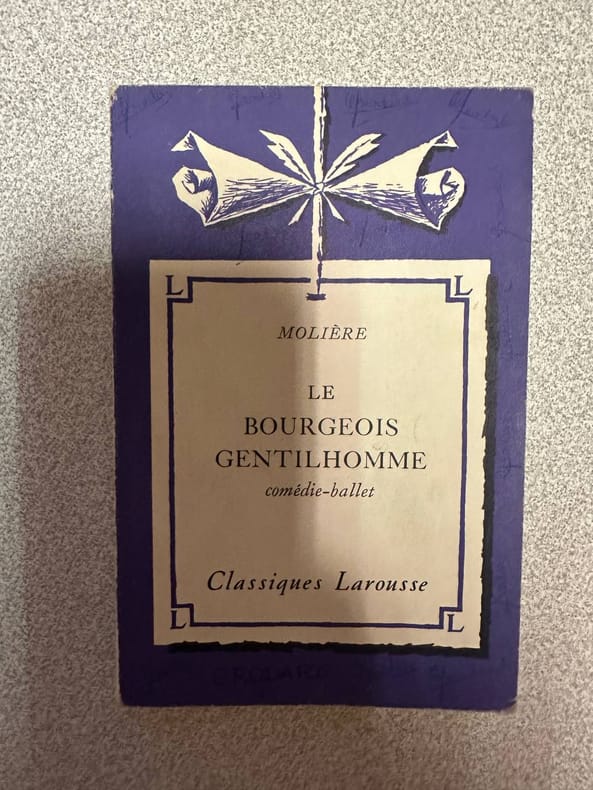 L L
MOLIÈRE
LE
BOURGEOIS
GENTILHOMME
comédie-ballet
Classiques Larousse
L L